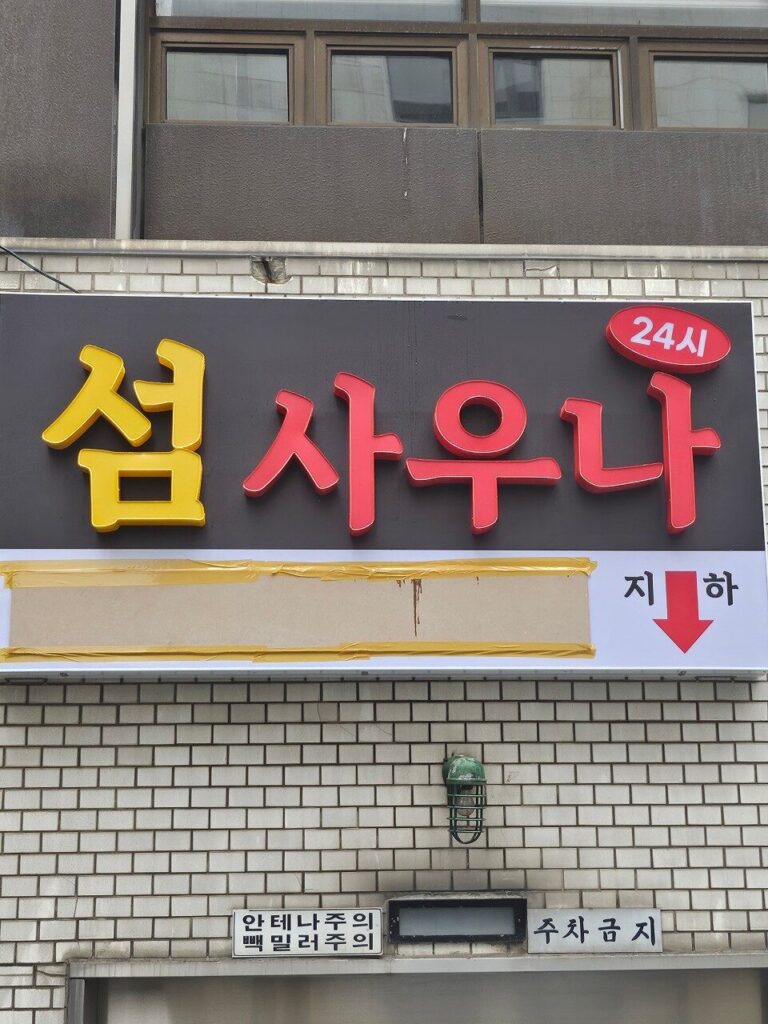 24시
섬 사우나
지 하
안테나주의
빽밀러주의
주차금지